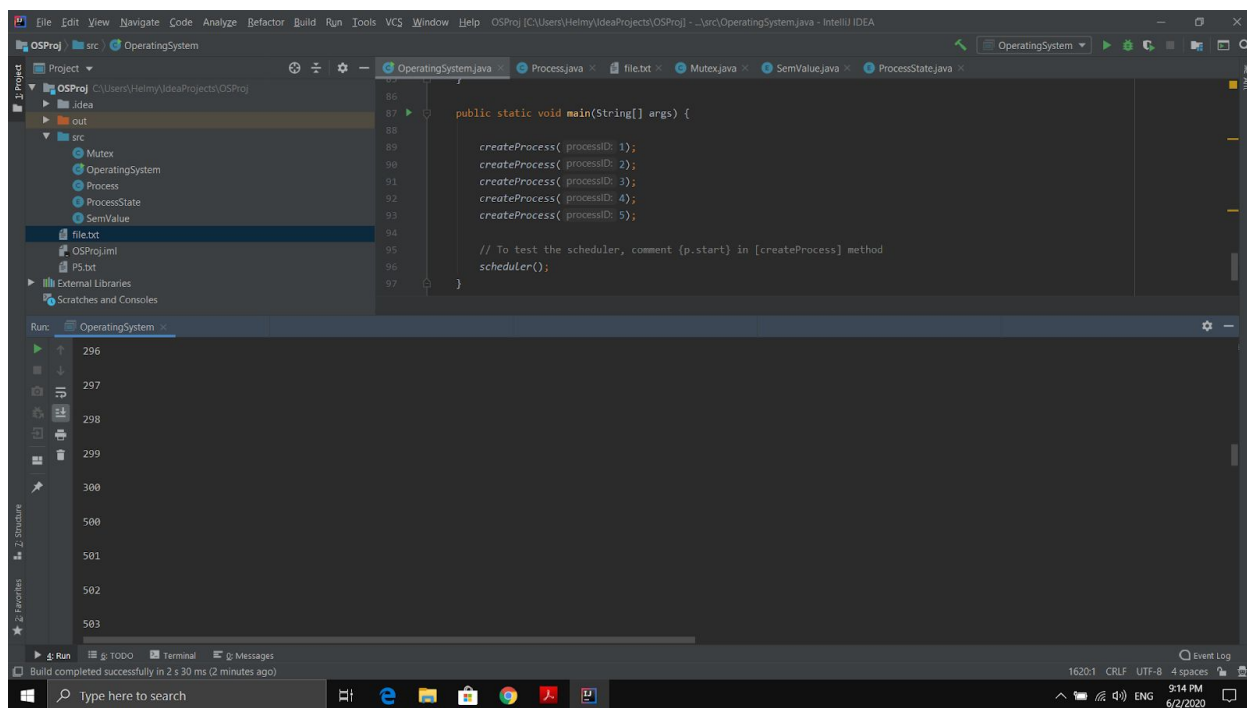 File Edit View Navigate Code Analyze Refactor Build Run Tools VCS Window Help OSProj [C:\Users\Helmy\IdeaProjects\OSProj] - ...\src\OperatingSystem.java - IntelliJ IDEA
OSProj src OperatingSystem
OperatingSystem
1: Project
Project
OSProj C:\Users\Helmy\IdeaProjects\OSProj
.idea
out
src
Mutex
OperatingSystem
Process
ProcessState
SemValue
file.txt
OSProj.iml
P5.txt
External Libraries
Scratches and Consoles
OperatingSystem.java Process.java file.txt Mutex.java SemValue.java ProcessState.java
85 }
86
87 public static void main(String[] args) {
88
89 createProcess( processID: 1);
90 createProcess( processID: 2);
91 createProcess( processID: 3);
92 createProcess( processID: 4);
93 createProcess( processID: 5);
94
95 // To test the scheduler, comment {p.start} in [createProcess] method
96 scheduler();
97 }
Run: OperatingSystem
296
297
298
299
300
500
501
502
503
Z: Structure
2: Favorites
4: Run 6: TODO Terminal 0: Messages
Event Log
Build completed successfully in 2 s 30 ms (2 minutes ago)
1620:1 CRLF UTF-8 4 spaces
Type here to search
ENG
9:14 PM
6/2/2020